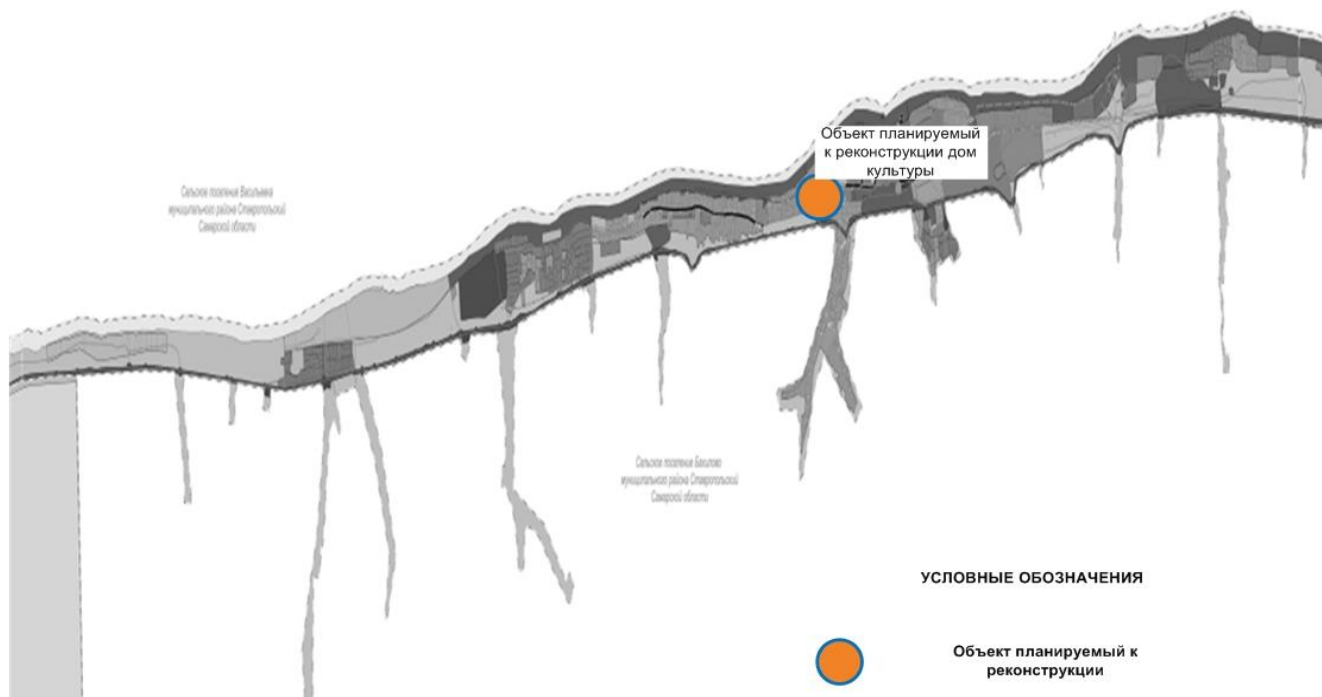 Объект планируемый
к реконструкции дом
культуры
Сельское поселение Васильевка
муниципального района Ставропольский
Самарской области
Сельское поселение Бахилово
муниципального района Ставропольский
Самарской области
УСЛОВНЫЕ ОБОЗНАЧЕНИЯ
Объект планируемый к
реконструкции